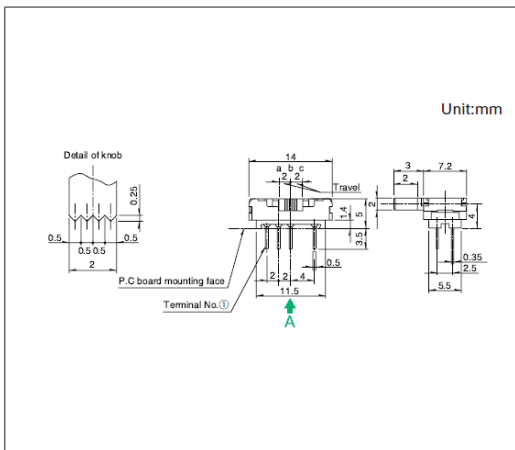 Unit:mm
Detail of knob
0.25
0.5
0.5 0.5
0.5
2
14
a b c
2 2
Travel
1.4
5
3.5
0.5
2 2 4
11.5
P.C board mounting face
Terminal No.①
A
3
7.2
2
2
4
0.35
2.5
5.5